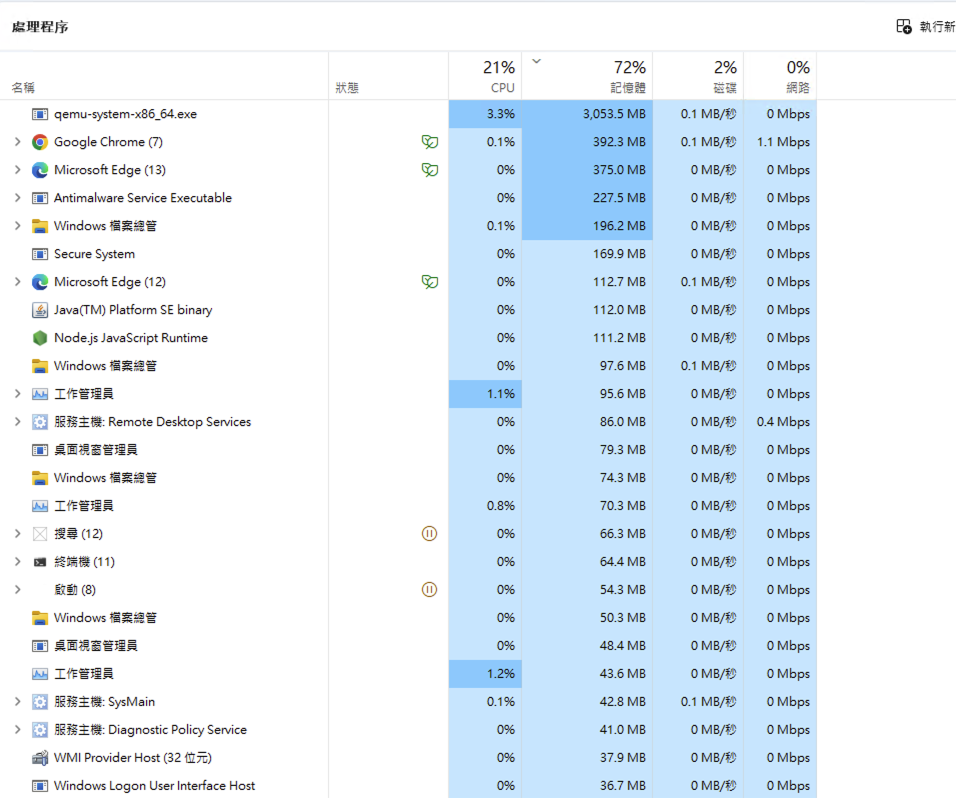 處理程序
執行新
21% 72% 2% 0%
名稱 狀態 CPU 記憶體 磁碟 網路
qemu-system-x86_64.exe 3.3% 3,053.5 MB 0.1 MB/秒 0 Mbps
Google Chrome (7) 0.1% 392.3 MB 0.1 MB/秒 1.1 Mbps
Microsoft Edge (13) 0% 375.0 MB 0 MB/秒 0 Mbps
Antimalware Service Executable 0% 227.5 MB 0 MB/秒 0 Mbps
Windows 檔案總管 0.1% 196.2 MB 0 MB/秒 0 Mbps
Secure System 0% 169.9 MB 0 MB/秒 0 Mbps
Microsoft Edge (12) 0% 112.7 MB 0.1 MB/秒 0 Mbps
Java(TM) Platform SE binary 0% 112.0 MB 0 MB/秒 0 Mbps
Node.js JavaScript Runtime 0% 111.2 MB 0 MB/秒 0 Mbps
Windows 檔案總管 0% 97.6 MB 0.1 MB/秒 0 Mbps
工作管理員 1.1% 95.6 MB 0 MB/秒 0 Mbps
服務主機: Remote Desktop Services 0% 86.0 MB 0 MB/秒 0.4 Mbps
桌面視窗管理員 0% 79.3 MB 0 MB/秒 0 Mbps
Windows 檔案總管 0% 74.3 MB 0 MB/秒 0 Mbps
工作管理員 0.8% 70.3 MB 0 MB/秒 0 Mbps
搜尋 (12) 0% 66.3 MB 0 MB/秒 0 Mbps
終端機 (11) 0% 64.4 MB 0 MB/秒 0 Mbps
啟動 (8) 0% 54.3 MB 0 MB/秒 0 Mbps
Windows 檔案總管 0% 50.3 MB 0 MB/秒 0 Mbps
桌面視窗管理員 0% 48.4 MB 0 MB/秒 0 Mbps
工作管理員 1.2% 43.6 MB 0 MB/秒 0 Mbps
服務主機: SysMain 0.1% 42.8 MB 0.1 MB/秒 0 Mbps
服務主機: Diagnostic Policy Service 0% 41.0 MB 0 MB/秒 0 Mbps
WMI Provider Host (32 位元) 0% 37.9 MB 0 MB/秒 0 Mbps
Windows Logon User Interface Host 0% 36.7 MB 0 MB/秒 0 Mbps